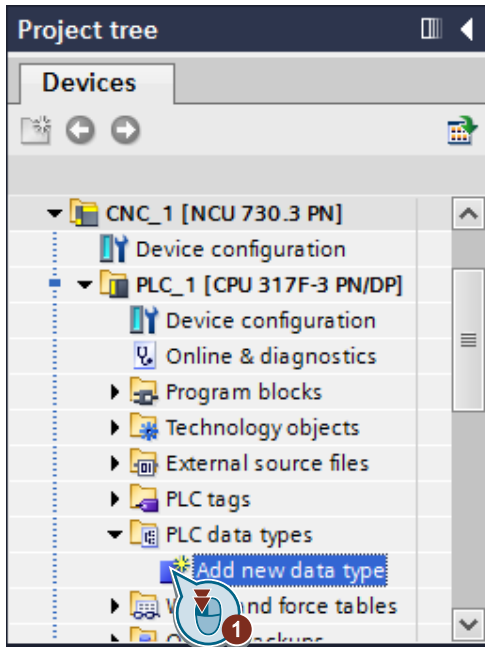 Project tree
Devices
CNC_1 [NCU 730.3 PN]
Device configuration
PLC_1 [CPU 317F-3 PN/DP]
Device configuration
Online & diagnostics
Program blocks
Technology objects
External source files
PLC tags
PLC data types
Add new data type
and force tables
1